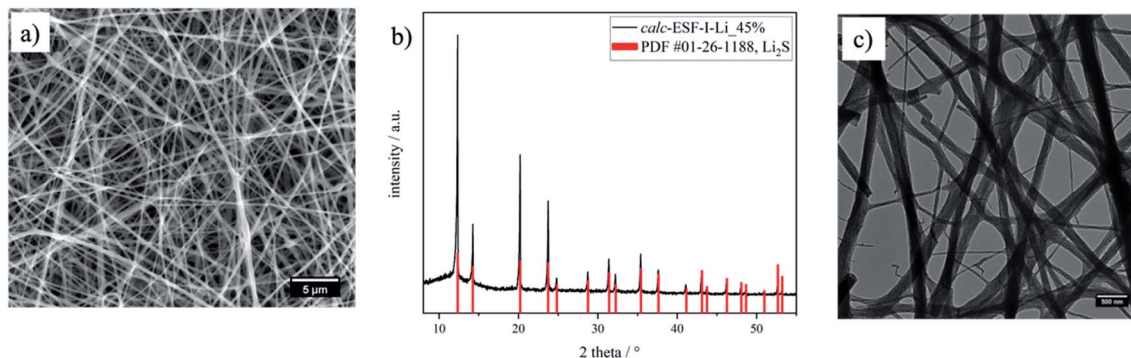 a)
5 µm
b)
calc-ESF-I-Li_45%
PDF #01-26-1188, Li₂S
intensity / a.u.
10
20
30
40
50
2 theta / °
c)
500 nm